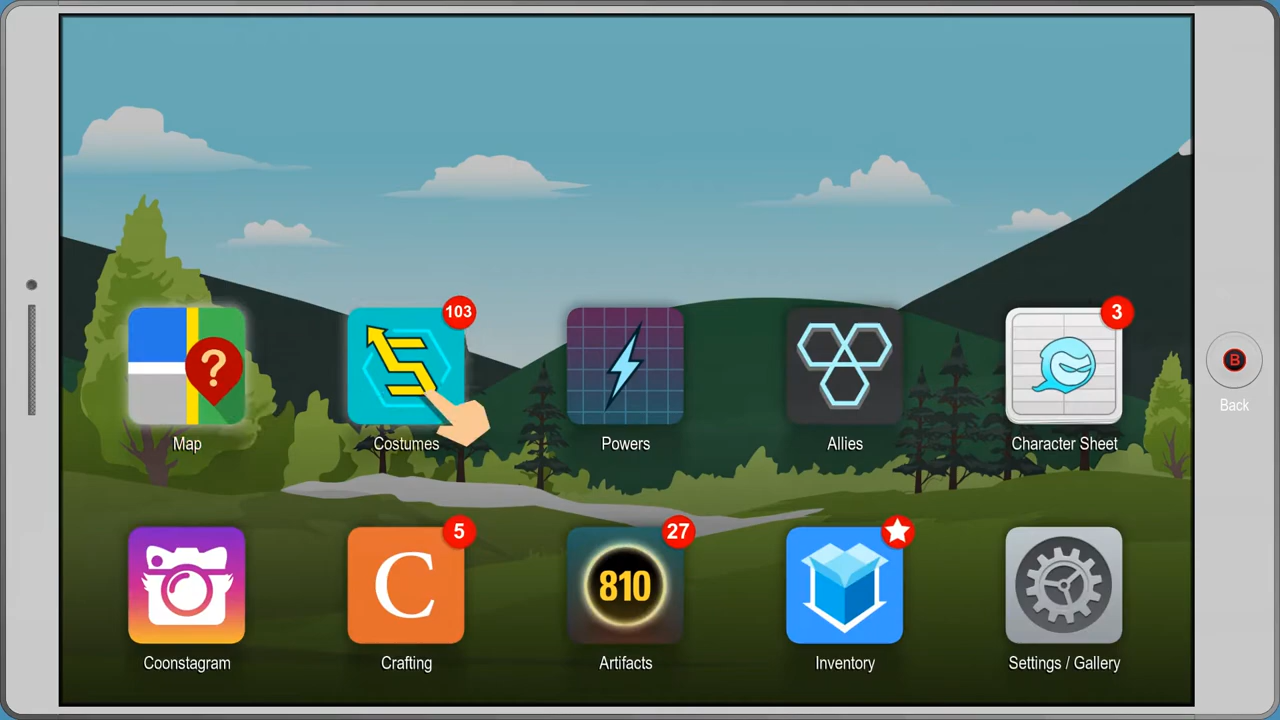 103
3
?
Map
Costumes
Powers
Allies
Character Sheet
B
Back
5
27
C
810
Coonstagram
Crafting
Artifacts
Inventory
Settings / Gallery